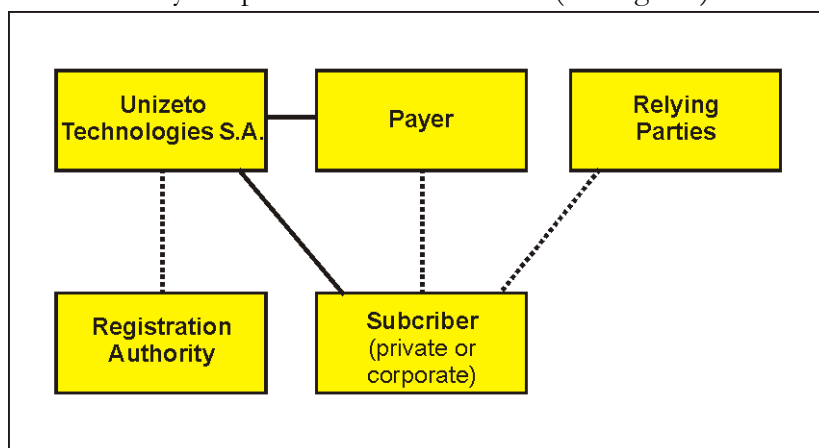 Unizeto
Technologies S.A.
Payer
Relying
Parties
Registration
Authority
Subcriber
(private or
corporate)